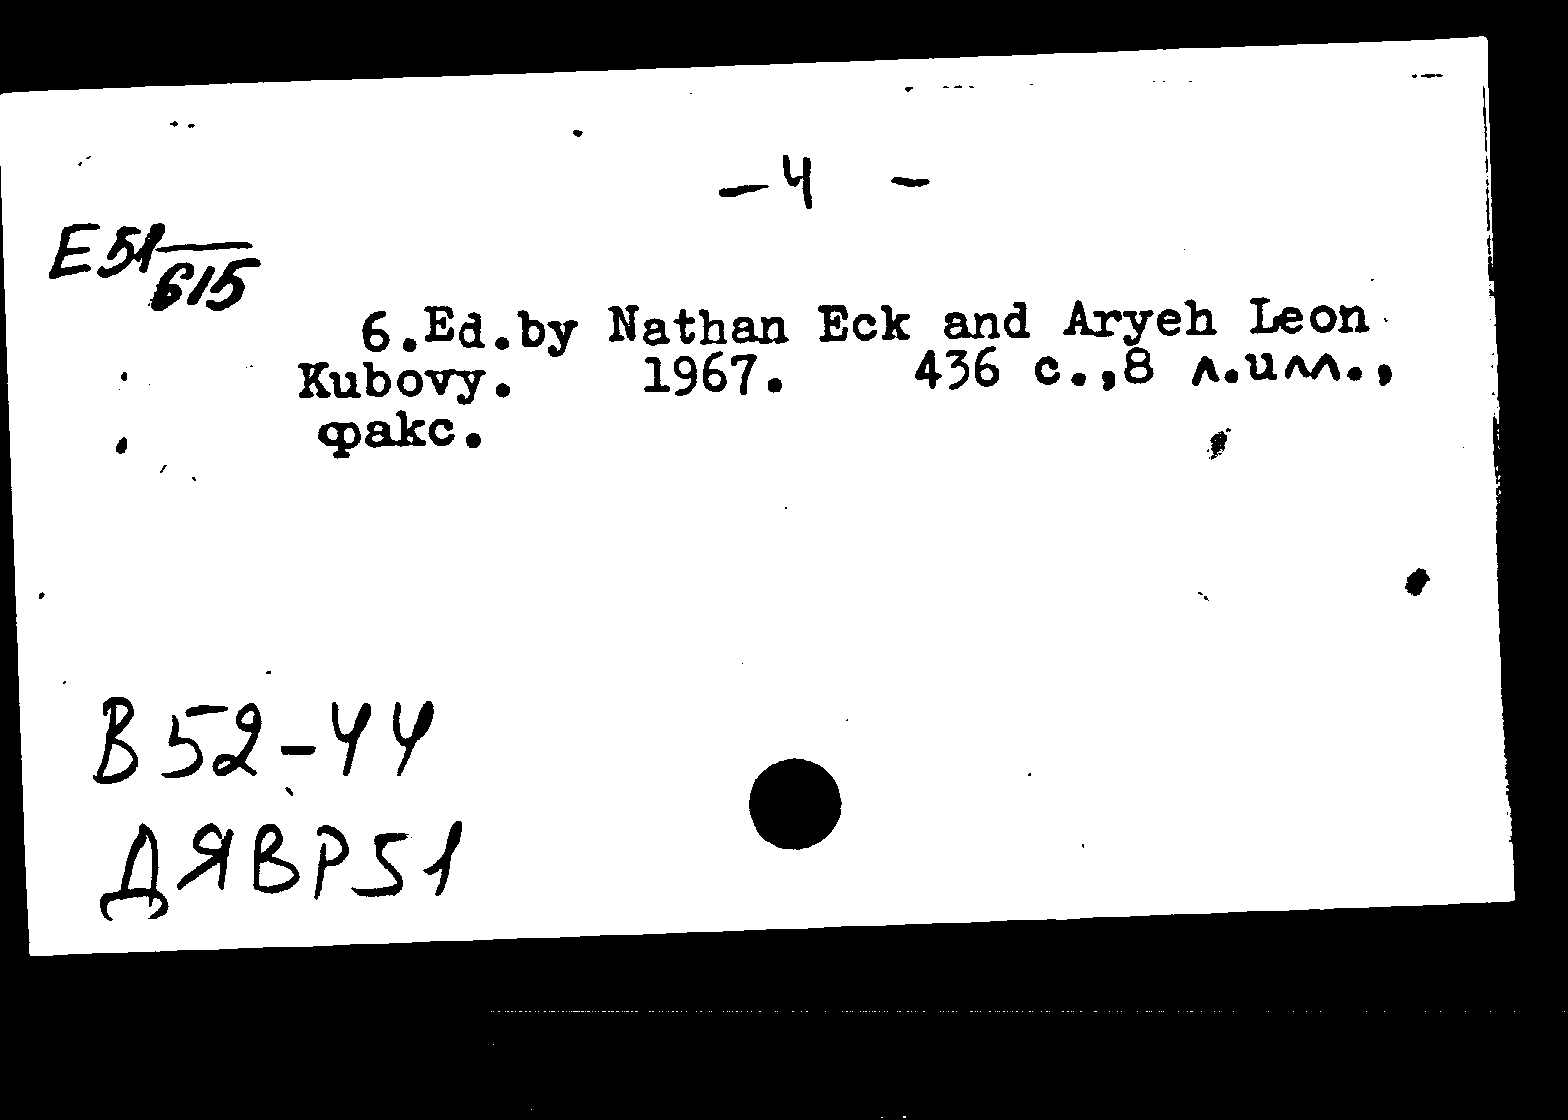 – 4 –
E51
615
6.Ed.by Nathan Eck and Aryeh Leon
Kubovy. 1967. 436 с.,8 л.илл.,
факс.
В52-44
ДЯВР51